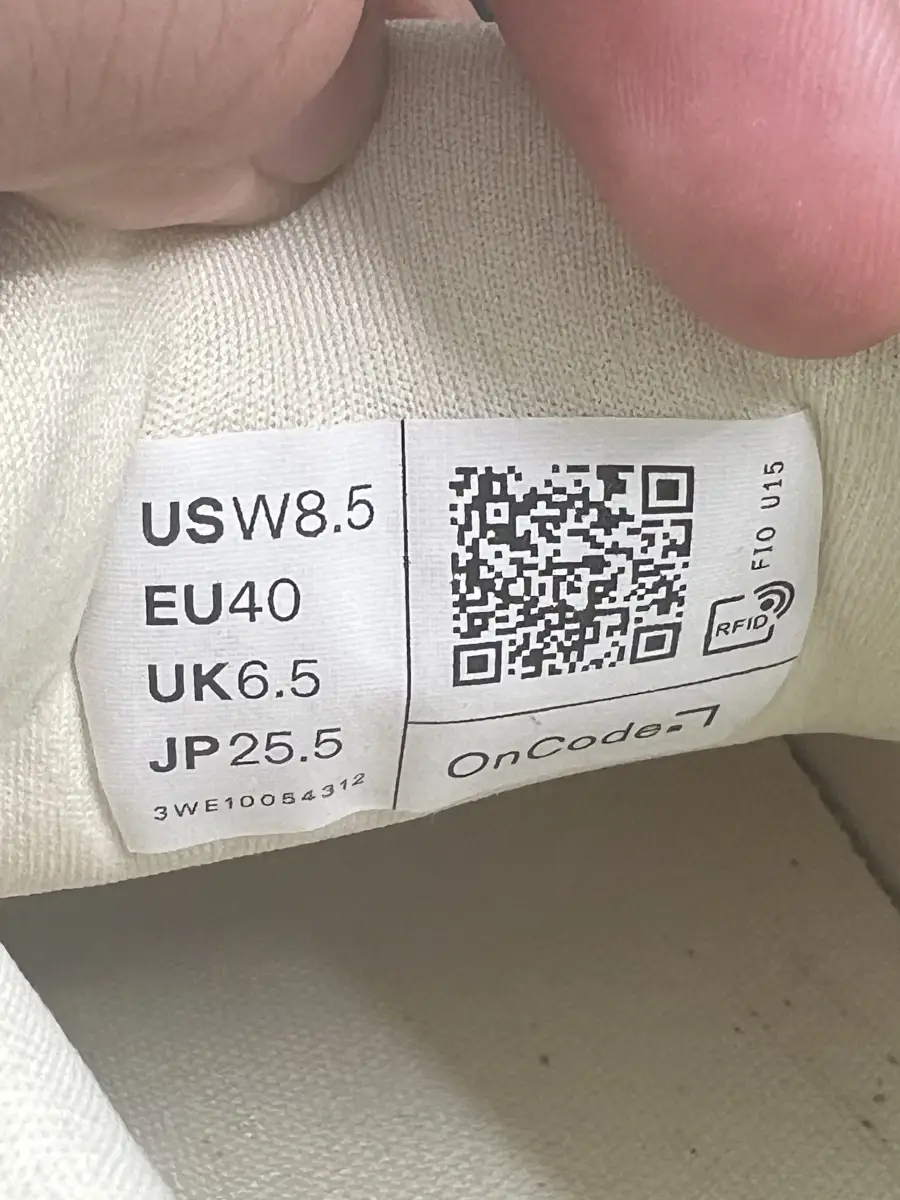 USW8.5
EU40
UK6.5
JP25.5
3WE10054312
FIO U15
RFID
OnCode